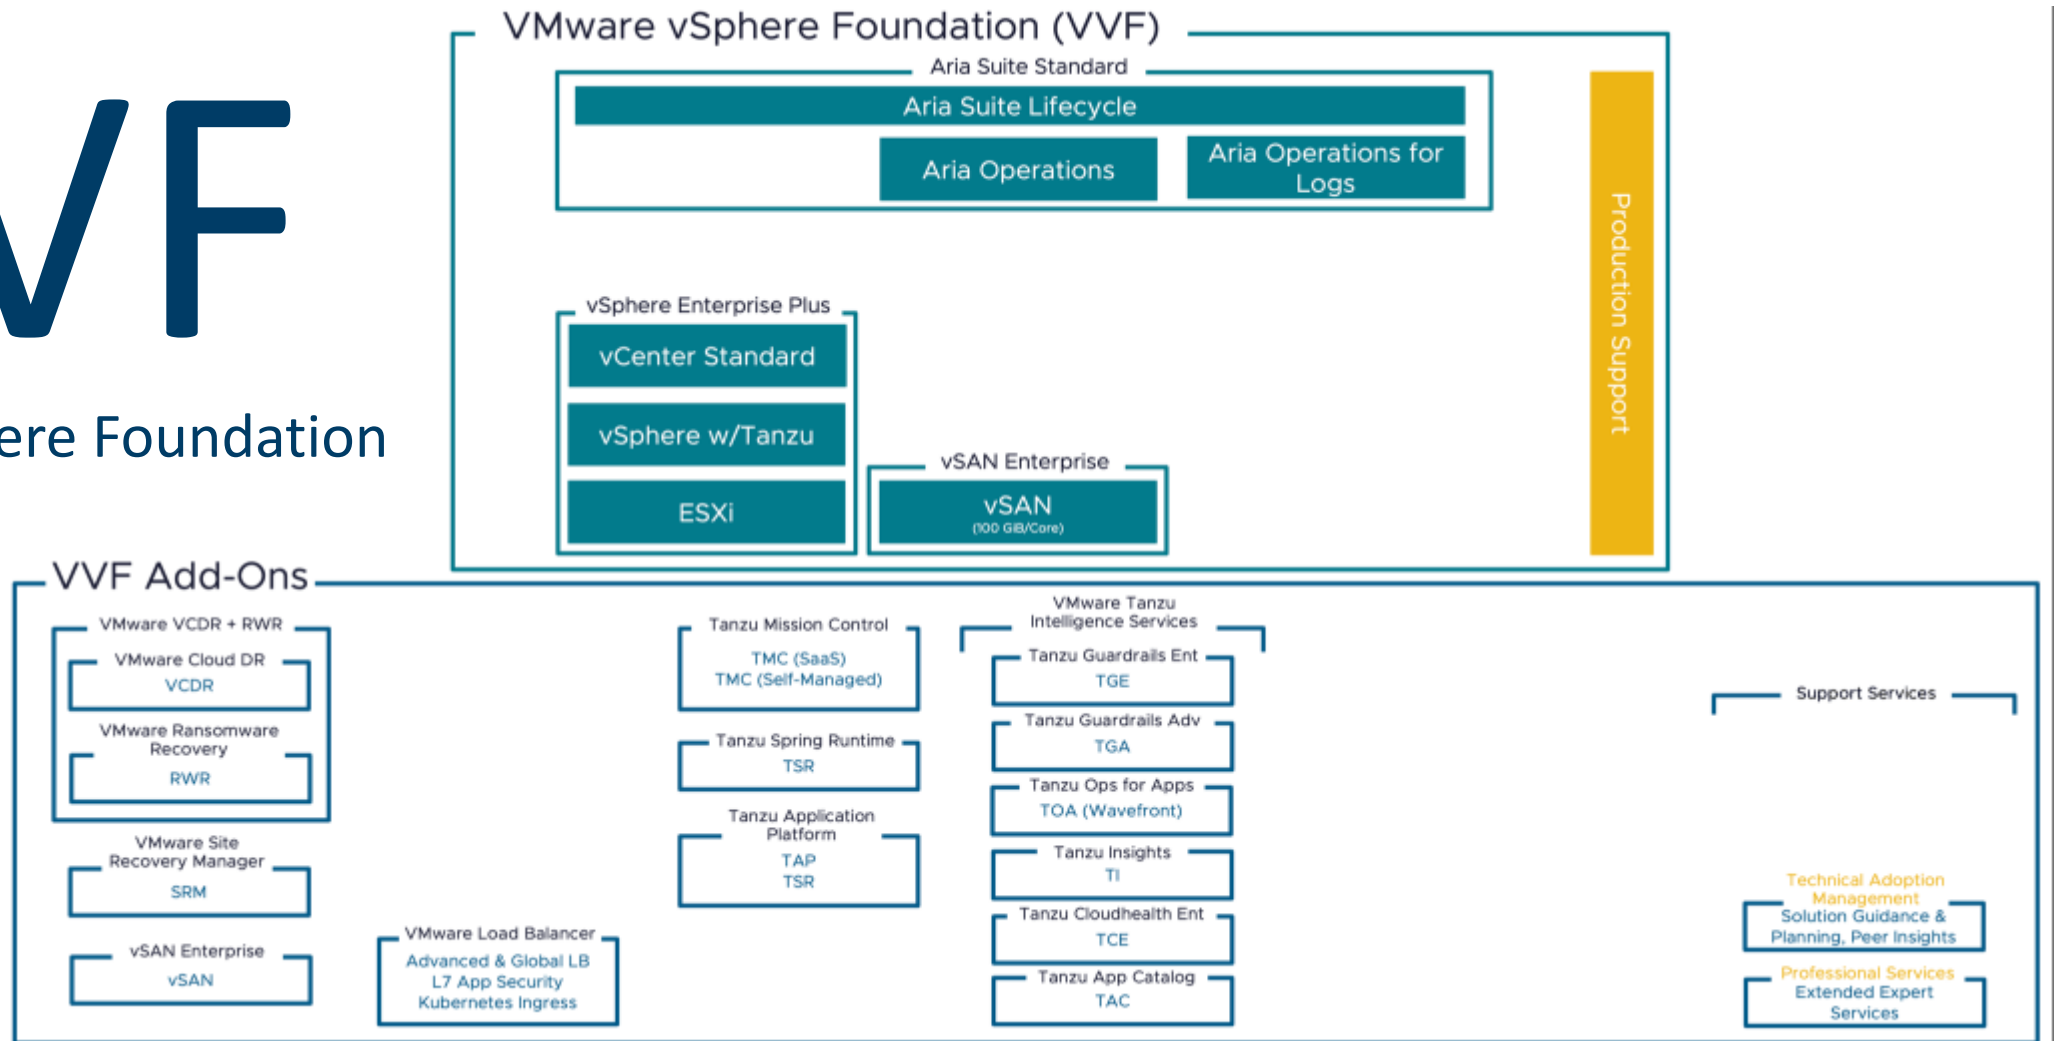 VMware vSphere Foundation (VVF)
Aria Suite Standard
Aria Suite Lifecycle
Aria Operations
Aria Operations for
Logs
Production Support
VF
ere Foundation
vSphere Enterprise Plus
vCenter Standard
vSphere w/Tanzu
ESXi
vSAN Enterprise
vSAN
(100 GiB/Core)
VVF Add-Ons
VMware VCDR + RWR
VMware Cloud DR
VCDR
VMware Ransomware
Recovery
RWR
VMware Site
Recovery Manager
SRM
vSAN Enterprise
vSAN
VMware Load Balancer
Advanced & Global LB
L7 App Security
Kubernetes Ingress
Tanzu Mission Control
TMC (SaaS)
TMC (Self-Managed)
Tanzu Spring Runtime
TSR
Tanzu Application
Platform
TAP
TSR
VMware Tanzu
Intelligence Services
Tanzu Guardrails Ent
TGE
Tanzu Guardrails Adv
TGA
Tanzu Ops for Apps
TOA (Wavefront)
Tanzu Insights
TI
Tanzu Cloudhealth Ent
TCE
Tanzu App Catalog
TAC
Support Services
Technical Adoption
Management
Solution Guidance &
Planning, Peer Insights
Professional Services
Extended Expert
Services